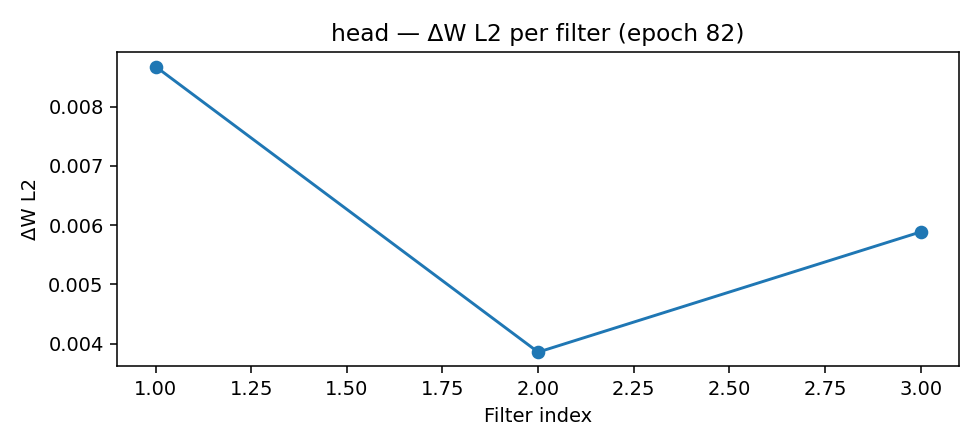 head — ΔW L2 per filter (epoch 82)
ΔW L2
0.008
0.007
0.006
0.005
0.004
1.00 1.25 1.50 1.75 2.00 2.25 2.50 2.75 3.00
Filter index